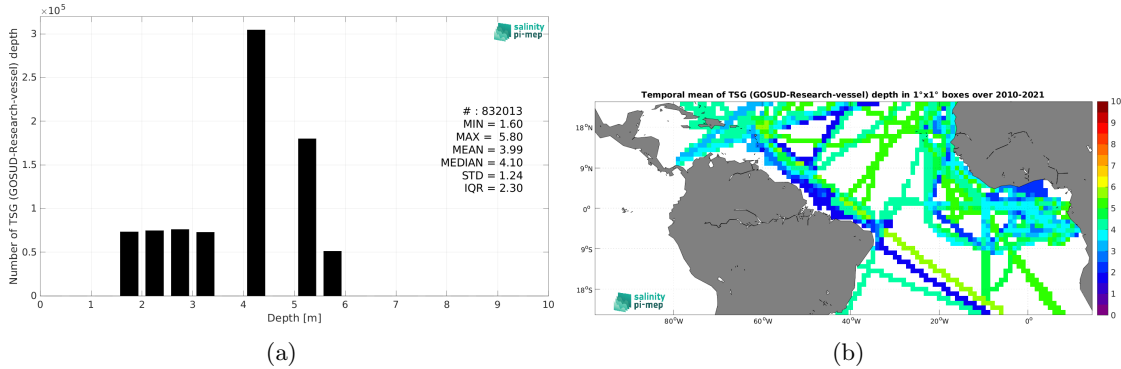 ×10⁵
3
2.5
2
1.5
1
0.5
0
Number of TSG (GOSUD-Research-vessel) depth
salinity
pi-mep
# : 832013
MIN = 1.60
MAX = 5.80
MEAN = 3.99
MEDIAN = 4.10
STD = 1.24
IQR = 2.30
0 1 2 3 4 5 6 7 8 9 10
Depth [m]
(a)
Temporal mean of TSG (GOSUD-Research-vessel) depth in 1°x1° boxes over 2010-2021
18°N
9°N
0°
9°S
18°S
salinity
pi-mep
80°W 60°W 40°W 20°W 0°
10
9
8
7
6
5
4
3
2
1
0
(b)